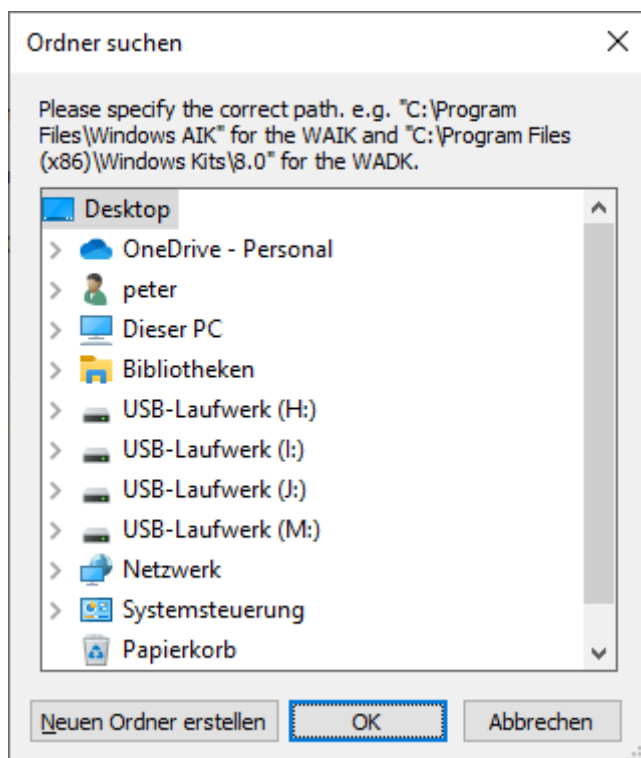 Ordner suchen
Please specify the correct path. e.g. "C:\Program
Files\Windows AIK" for the WAIK and "C:\Program Files
(x86)\Windows Kits\8.0" for the WADK.
Desktop
OneDrive - Personal
peter
Dieser PC
Bibliotheken
USB-Laufwerk (H:)
USB-Laufwerk (I:)
USB-Laufwerk (J:)
USB-Laufwerk (M:)
Netzwerk
Systemsteuerung
Papierkorb
Neuen Ordner erstellen OK Abbrechen